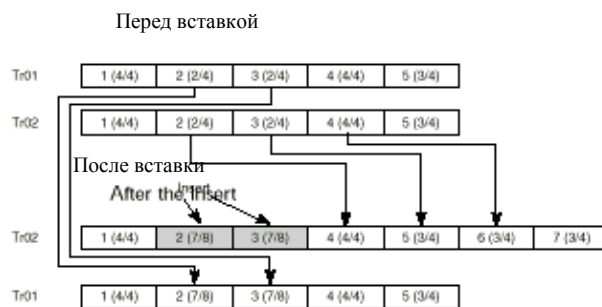 Перед вставкой
Tr01 1 (4/4) 2 (2/4) 3 (2/4) 4 (4/4) 5 (3/4)
Tr02 1 (4/4) 2 (2/4) 3 (2/4) 4 (4/4) 5 (3/4)
После вставки
Insert
After the Insert
Tr02 1 (4/4) 2 (7/8) 3 (7/8) 4 (4/4) 5 (3/4) 6 (3/4) 7 (3/4)
Tr01 1 (4/4) 2 (7/8) 3 (7/8) 4 (4/4) 5 (3/4)